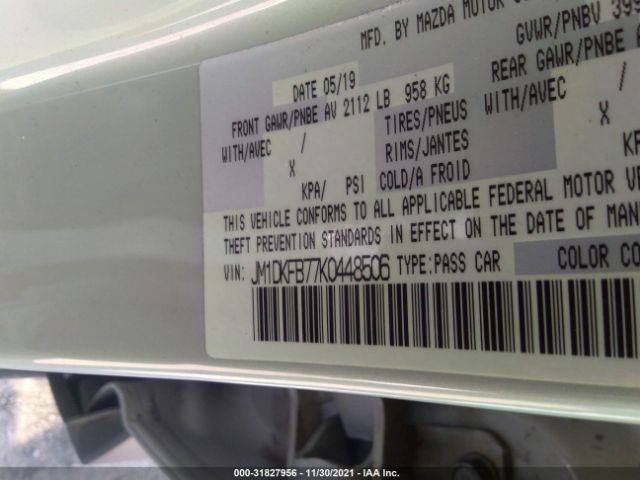 MFD. BY MAZDA MOTOR
DATE 05/19
GVWR/PNBV 399
FRONT GAWR/PNBE AV 2112 LB 958 KG
REAR GAWR/PNBE
WITH/AVEC /
TIRES/PNEUS
WITH/AVEC /
X
RIMS/JANTES
X
KPA/ PSI
COLD/A FROID
THIS VEHICLE CONFORMS TO ALL APPLICABLE FEDERAL MOTOR
THEFT PREVENTION STANDARDS IN EFFECT ON THE DATE OF
VIN: JM1DKFB77K0448506 TYPE:PASS CAR
COLOR
000-31827956 - 11/30/2021 - IAA Inc.